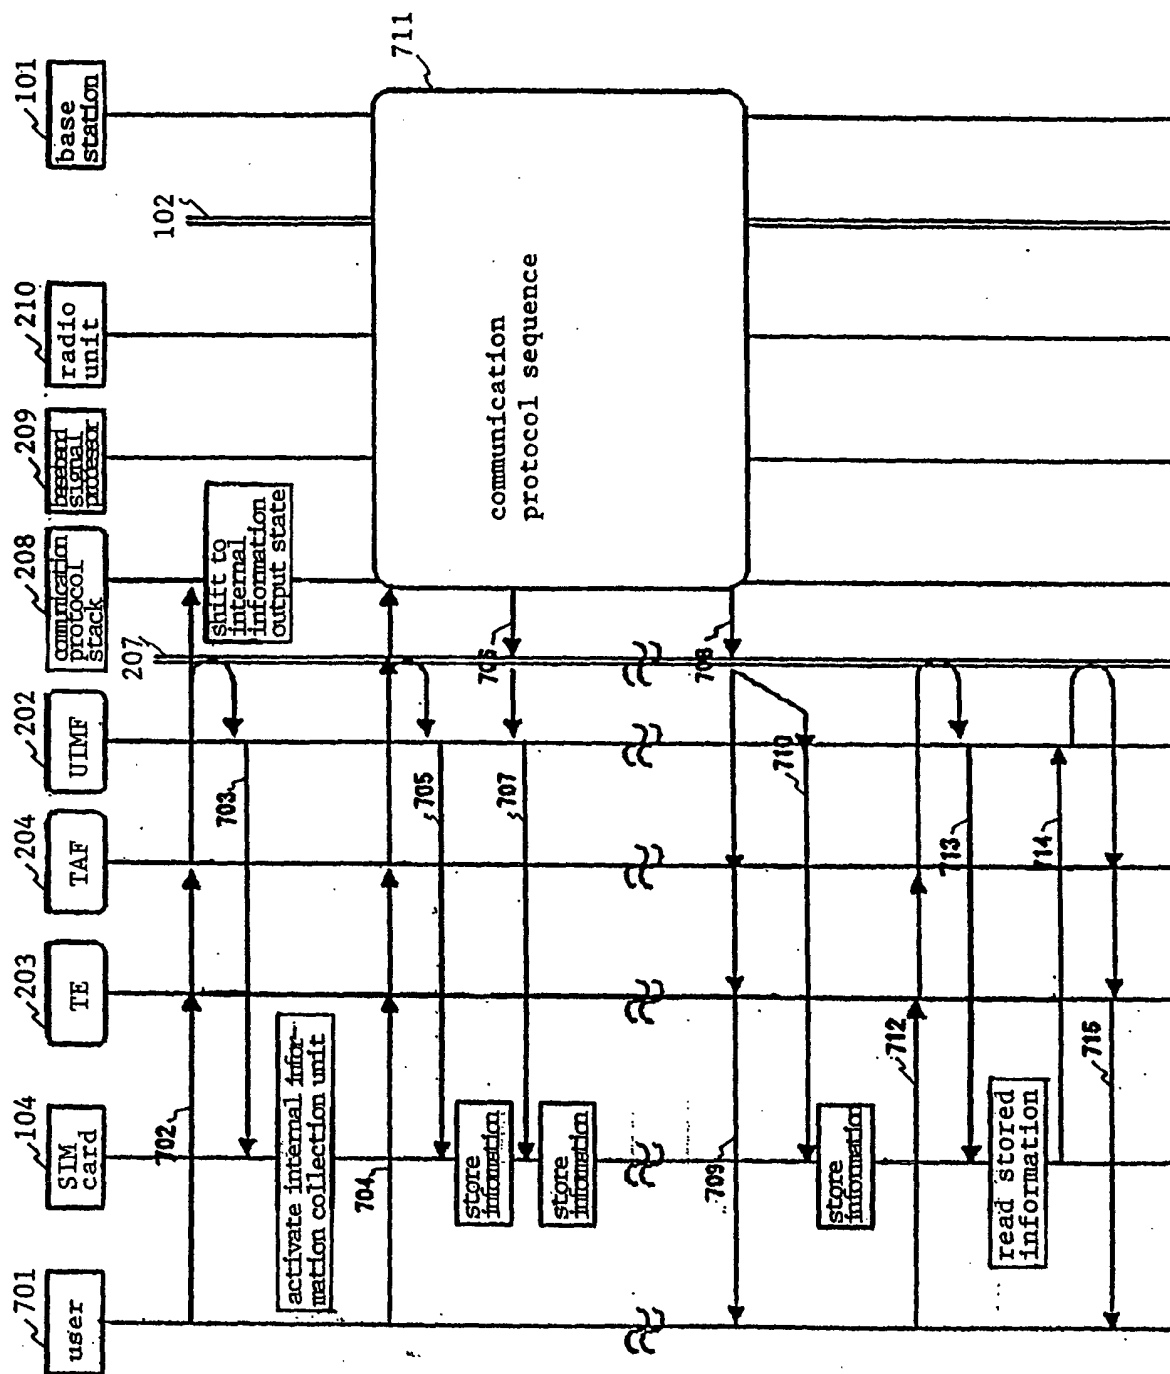 701
user
104
SIM
card
203
TE
204
TAF
202
UIMF
207
208
communication
protocol
stack
209
baseband
signal
processor
210
radio
unit
102
101
base
station
702
703
shift to
internal
information
output state
activate internal infor-
mation collection unit
704
705
store
information
706
707
store
information
communication
protocol sequence
711
708
709
710
store
information
712
713
read stored
information
714
715